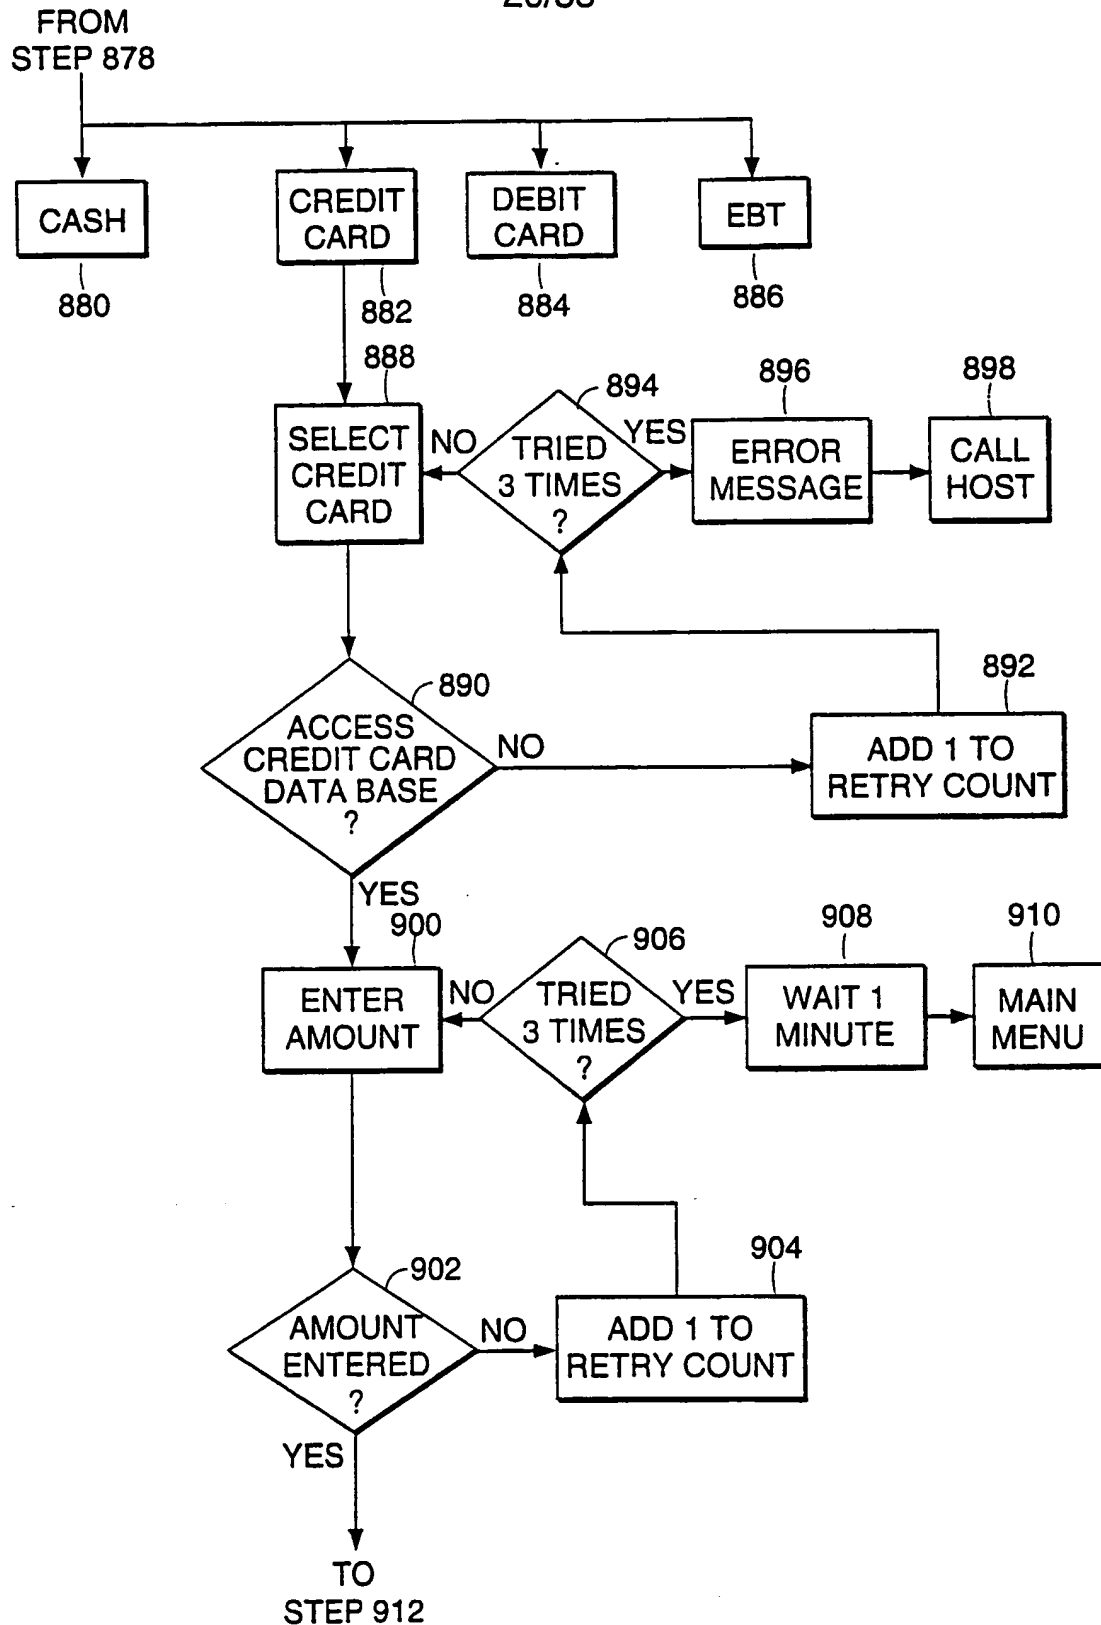 FROM
STEP 878
CASH
CREDIT
CARD
DEBIT
CARD
EBT
880
882
884
886
888
SELECT
CREDIT
CARD
NO
894
TRIED
3 TIMES
?
YES
896
ERROR
MESSAGE
898
CALL
HOST
890
ACCESS
CREDIT CARD
DATA BASE
?
NO
892
ADD 1 TO
RETRY COUNT
YES
900
ENTER
AMOUNT
NO
906
TRIED
3 TIMES
?
YES
908
WAIT 1
MINUTE
910
MAIN
MENU
902
AMOUNT
ENTERED
?
NO
904
ADD 1 TO
RETRY COUNT
YES
TO
STEP 912